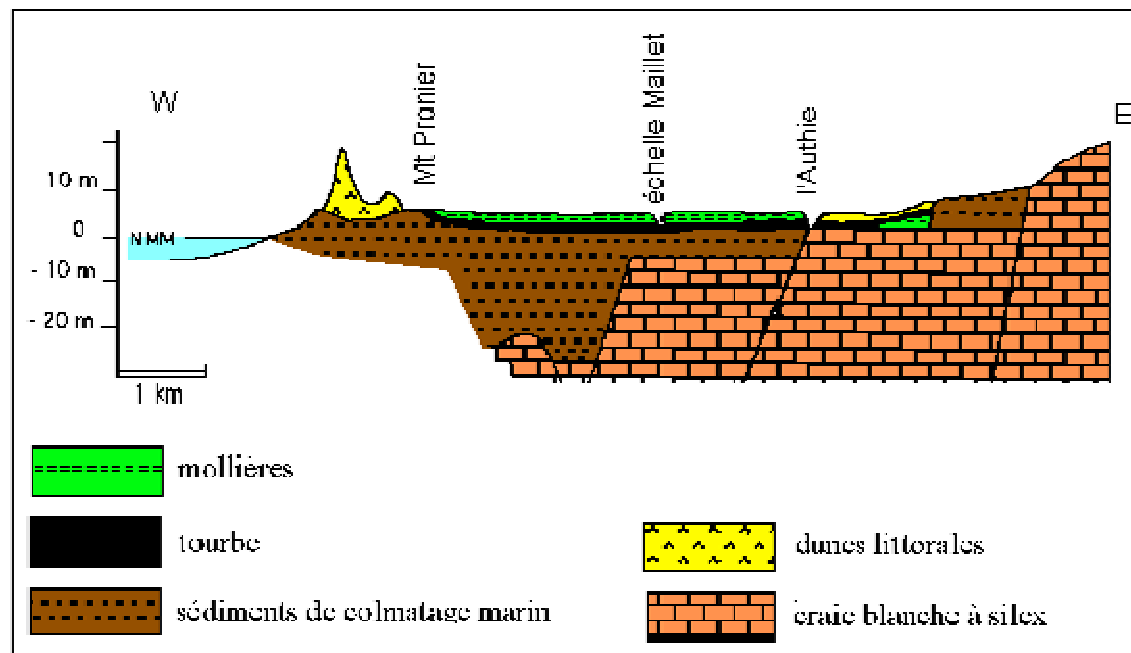 W
Mt Pronier
échelle Maillet
l'Authie
E
10 m
0
NMM
- 10 m
- 20 m
1 km
mollières
tourbe
sédiments de colmatage marin
dunes littorales
craie blanche à silex